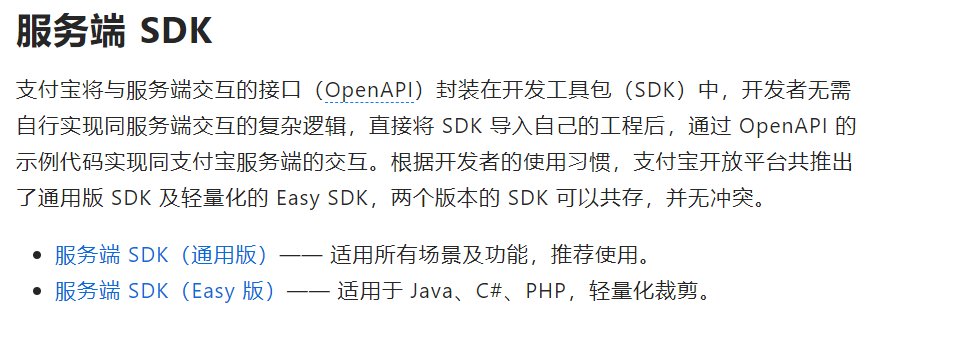 服务端 SDK
支付宝将与服务端交互的接口（OpenAPI）封装在开发工具包（SDK）中，开发者无需
自行实现同服务端交互的复杂逻辑，直接将 SDK 导入自己的工程后，通过 OpenAPI 的
示例代码实现同支付宝服务端的交互。根据开发者的使用习惯，支付宝开放平台共推出
了通用版 SDK 及轻量化的 Easy SDK，两个版本的 SDK 可以共存，并无冲突。
• 服务端 SDK（通用版）—— 适用所有场景及功能，推荐使用。
• 服务端 SDK（Easy 版）—— 适用于 Java、C#、PHP，轻量化裁剪。